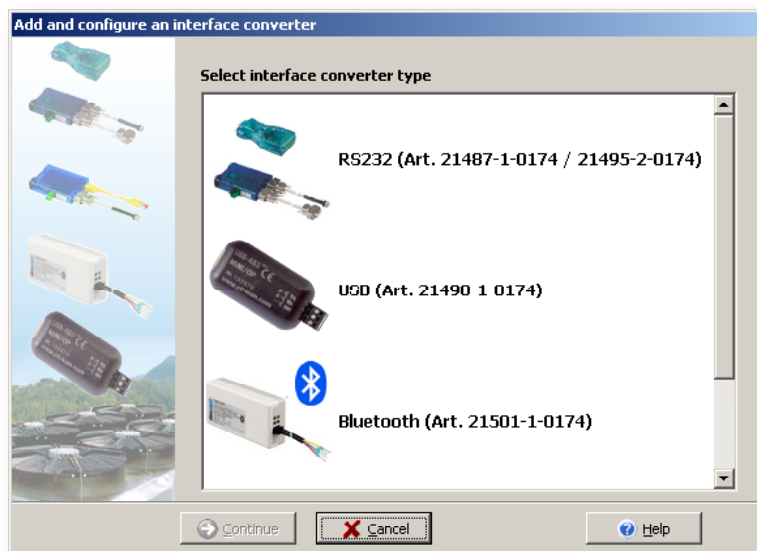 Add and configure an interface converter
Select interface converter type
RS232 (Art. 21487-1-0174 / 21495-2-0174)
USB (Art. 21490-1-0174)
Bluetooth (Art. 21501-1-0174)
Continue
Cancel
Help